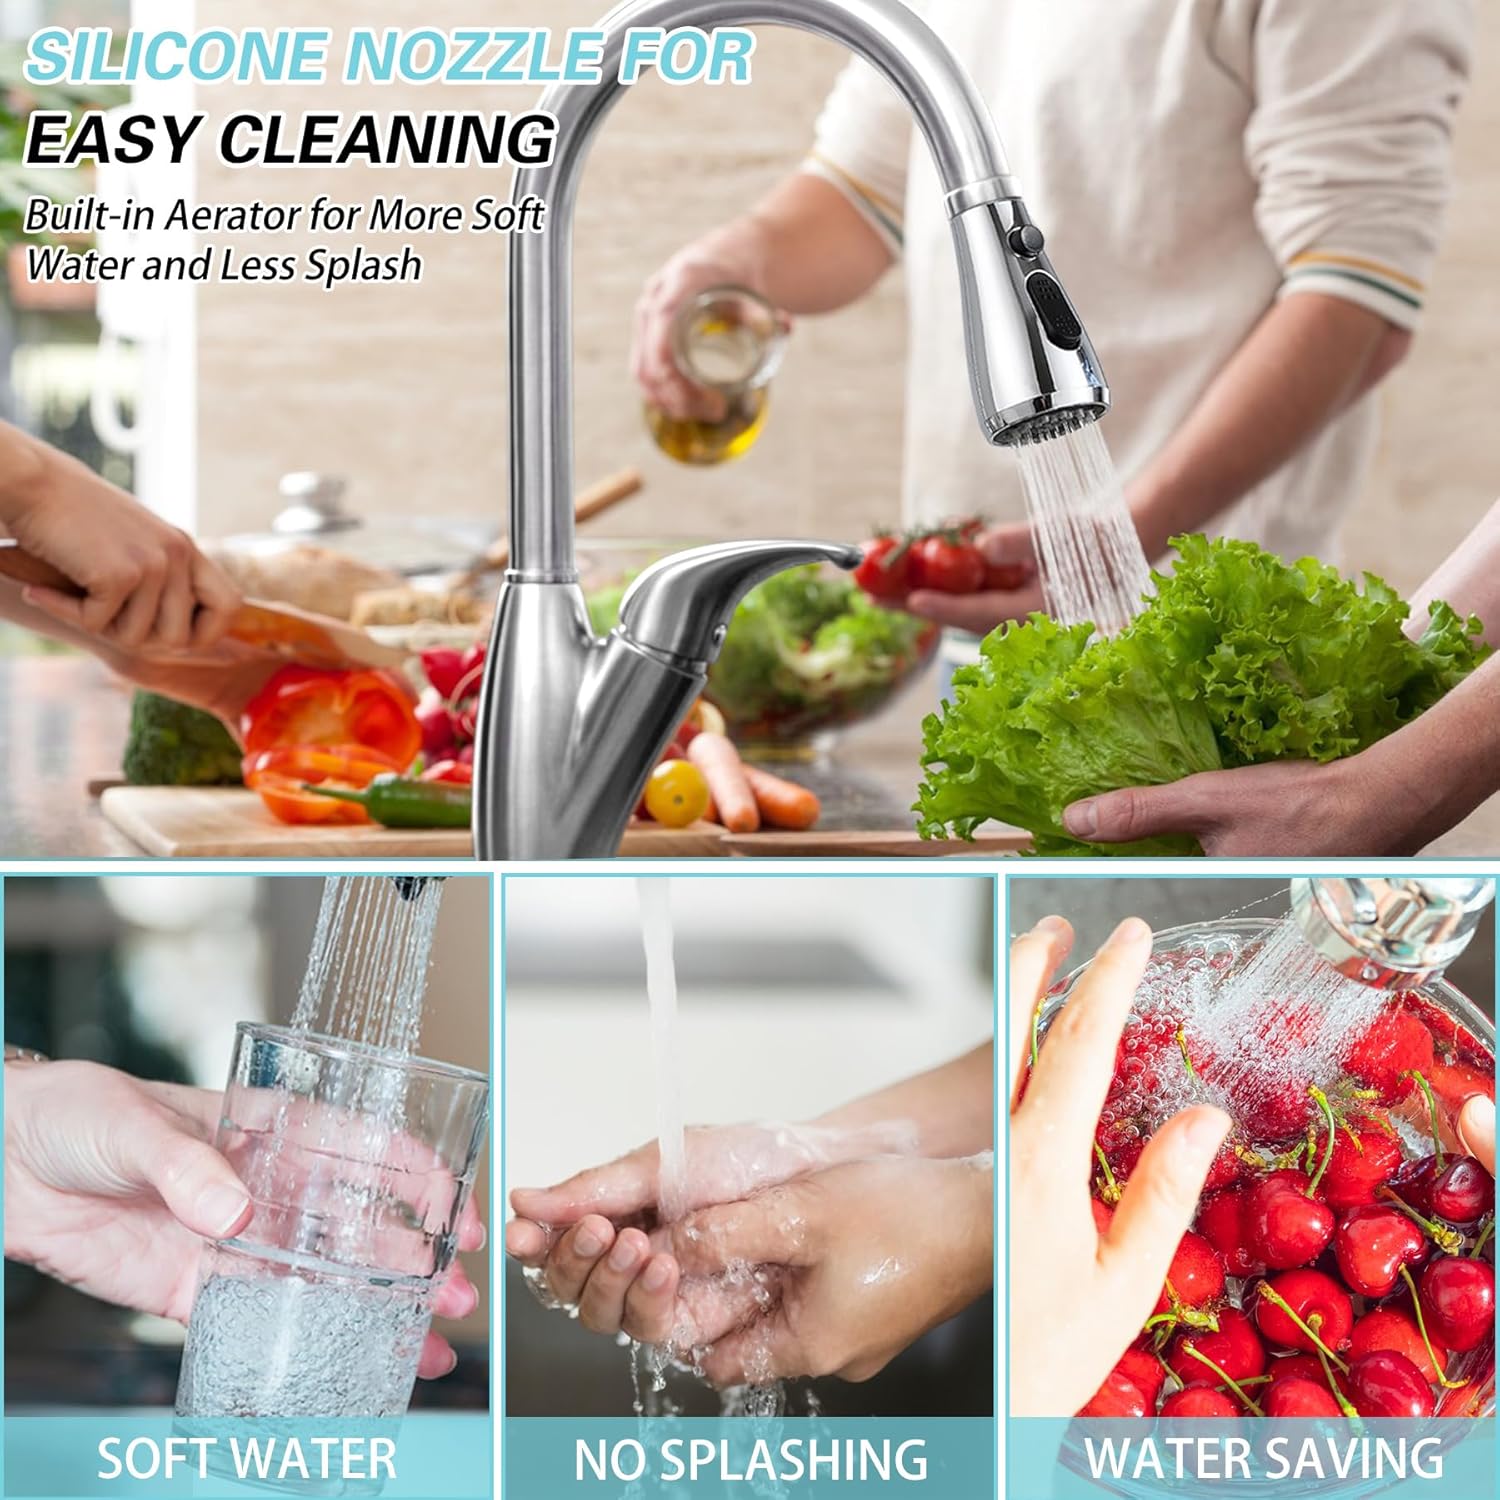 SILICONE NOZZLE FOR
EASY CLEANING
Built-in Aerator for More Soft
Water and Less Splash
SOFT WATER
NO SPLASHING
WATER SAVING